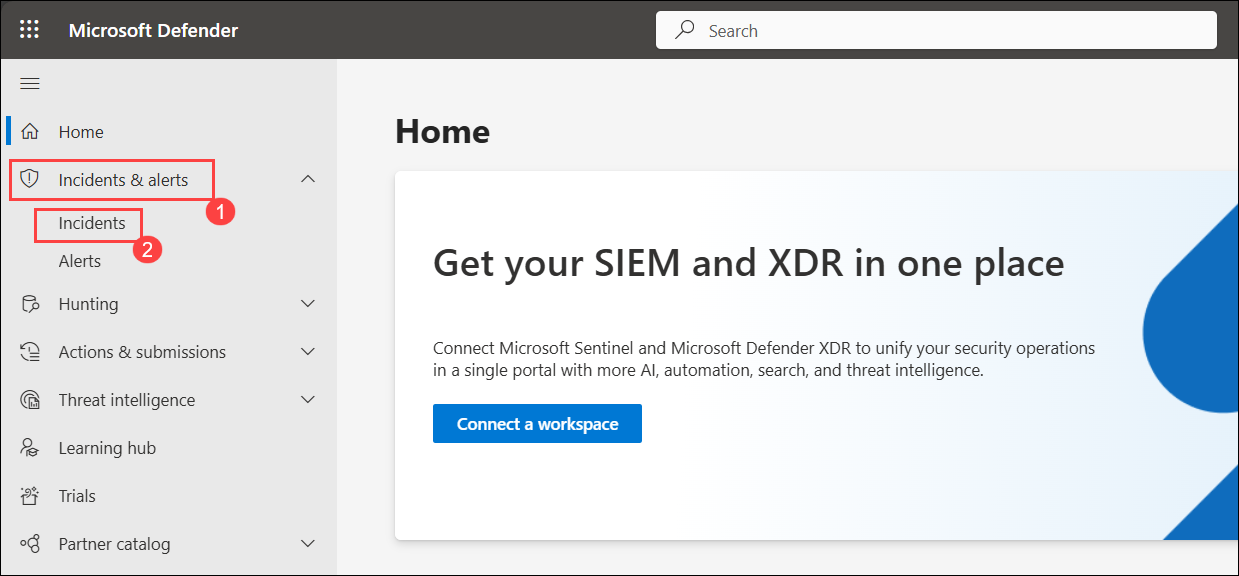 Microsoft Defender
Search
Home
Incidents & alerts
1
Incidents
2
Alerts
Hunting
Actions & submissions
Threat intelligence
Learning hub
Trials
Partner catalog
Home
Get your SIEM and XDR in one place
Connect Microsoft Sentinel and Microsoft Defender XDR to unify your security operations
in a single portal with more AI, automation, search, and threat intelligence.
Connect a workspace